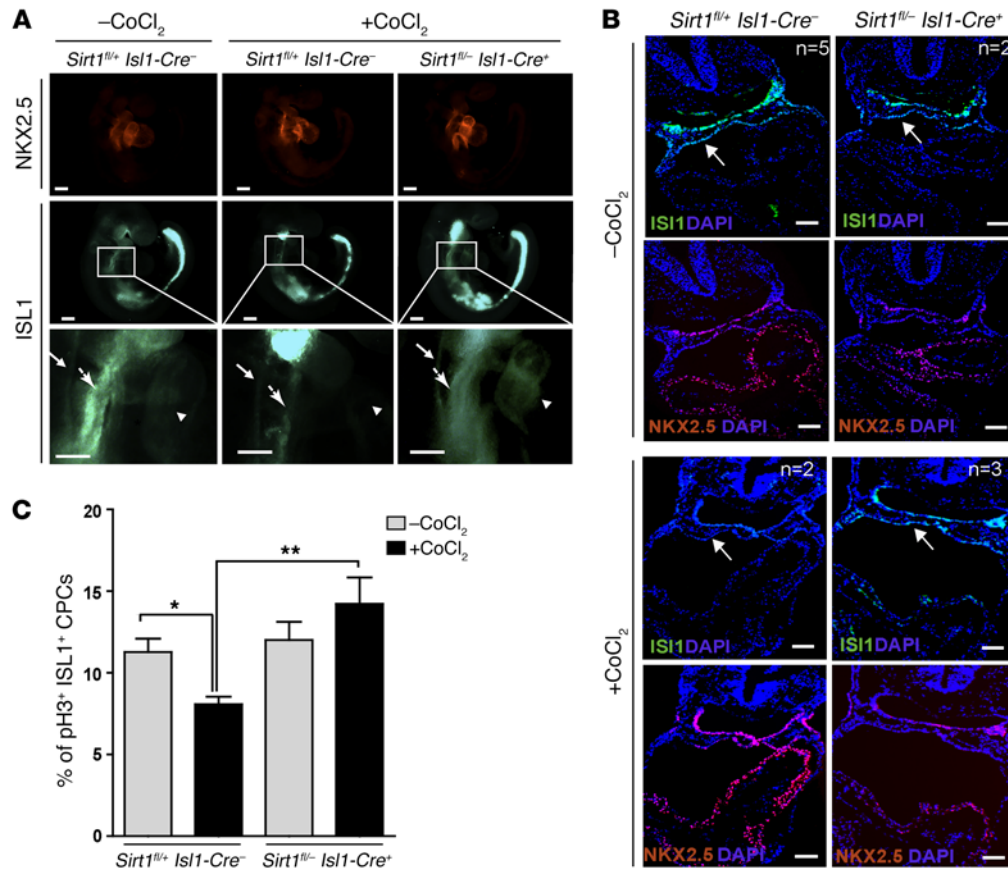 A
–CoCl2
+CoCl2
Sirt1fl/+ Isl1-Cre–
Sirt1fl/+ Isl1-Cre–
Sirt1fl/– Isl1-Cre+
NKX2.5
ISL1
B
Sirt1fl/+ Isl1-Cre–
Sirt1fl/– Isl1-Cre+
–CoCl2
n=5
n=2
ISl1DAPI
ISl1DAPI
NKX2.5 DAPI
NKX2.5 DAPI
+CoCl2
n=2
n=3
ISl1DAPI
ISl1DAPI
NKX2.5 DAPI
NKX2.5 DAPI
C
% of pH3+ ISL1+ CPCs
20
15
10
5
0
–CoCl2
+CoCl2
*
**
Sirt1fl/+ Isl1-Cre–
Sirt1fl/– Isl1-Cre+